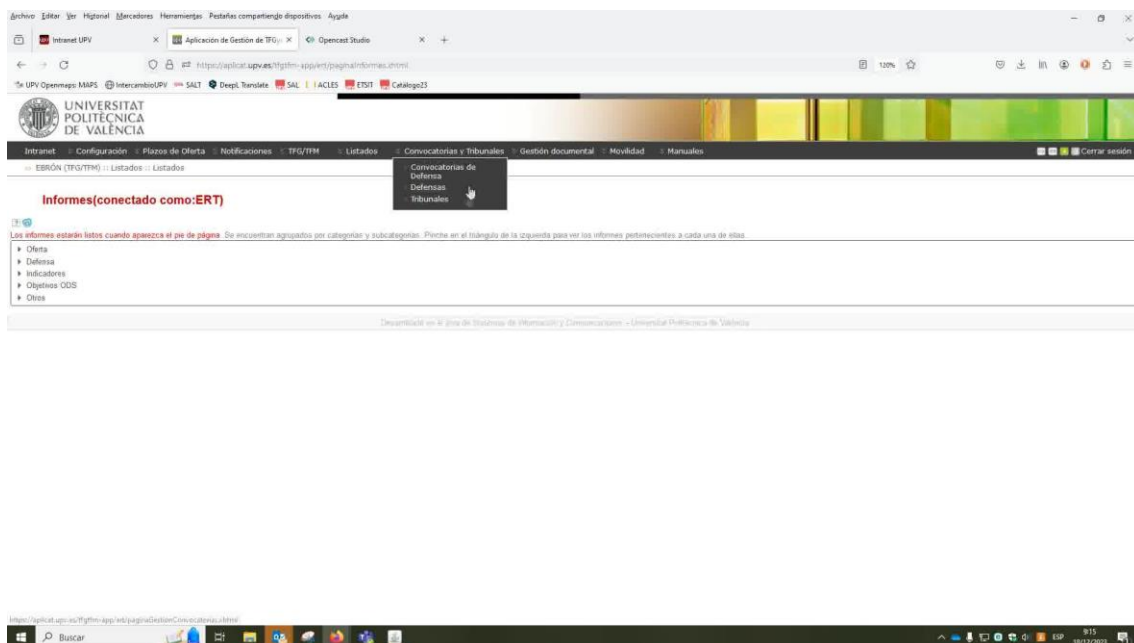 Archivo Editar Ver Historial Marcadores Herramientas Pestañas compartiendo dispositivos Ayuda
Intranet UPV
Aplicación de Gestión de TFG y
Opencast Studio
https://aplicat.upv.es/tfgtfm-app/ert/paginaInformes.xhtml
120%
UPV Openmaps: MAPS IntercambioUPV SALT DeepL Translate SAL ACLES ETSIT Catálogo23
UNIVERSITAT
POLITÈCNICA
DE VALÈNCIA
Intranet Configuración Plazos de Oferta Notificaciones TFG/TFM Listados Convocatorias y Tribunales Gestión documental Movilidad Manuales Cerrar sesión
EBRÓN (TFG/TFM) :: Listados :: Listados
Convocatorias de
Defensa
Defensas
Tribunales
Informes(conectado como:ERT)
Los informes estarán listos cuando aparezca el pie de página. Se encuentran agrupados por categorías y subcategorías. Pinche en el triángulo de la izquierda para ver los informes pertenecientes a cada una de ellas.
Oferta
Defensa
Indicadores
Objetivos ODS
Otros
Desarrollado en el área de Sistemas de Información y Comunicaciones - Universitat Politècnica de València
https://aplicat.upv.es/tfgtfm-app/ert/paginaGestionConvocatorias.xhtml
Buscar
ESP
9:15